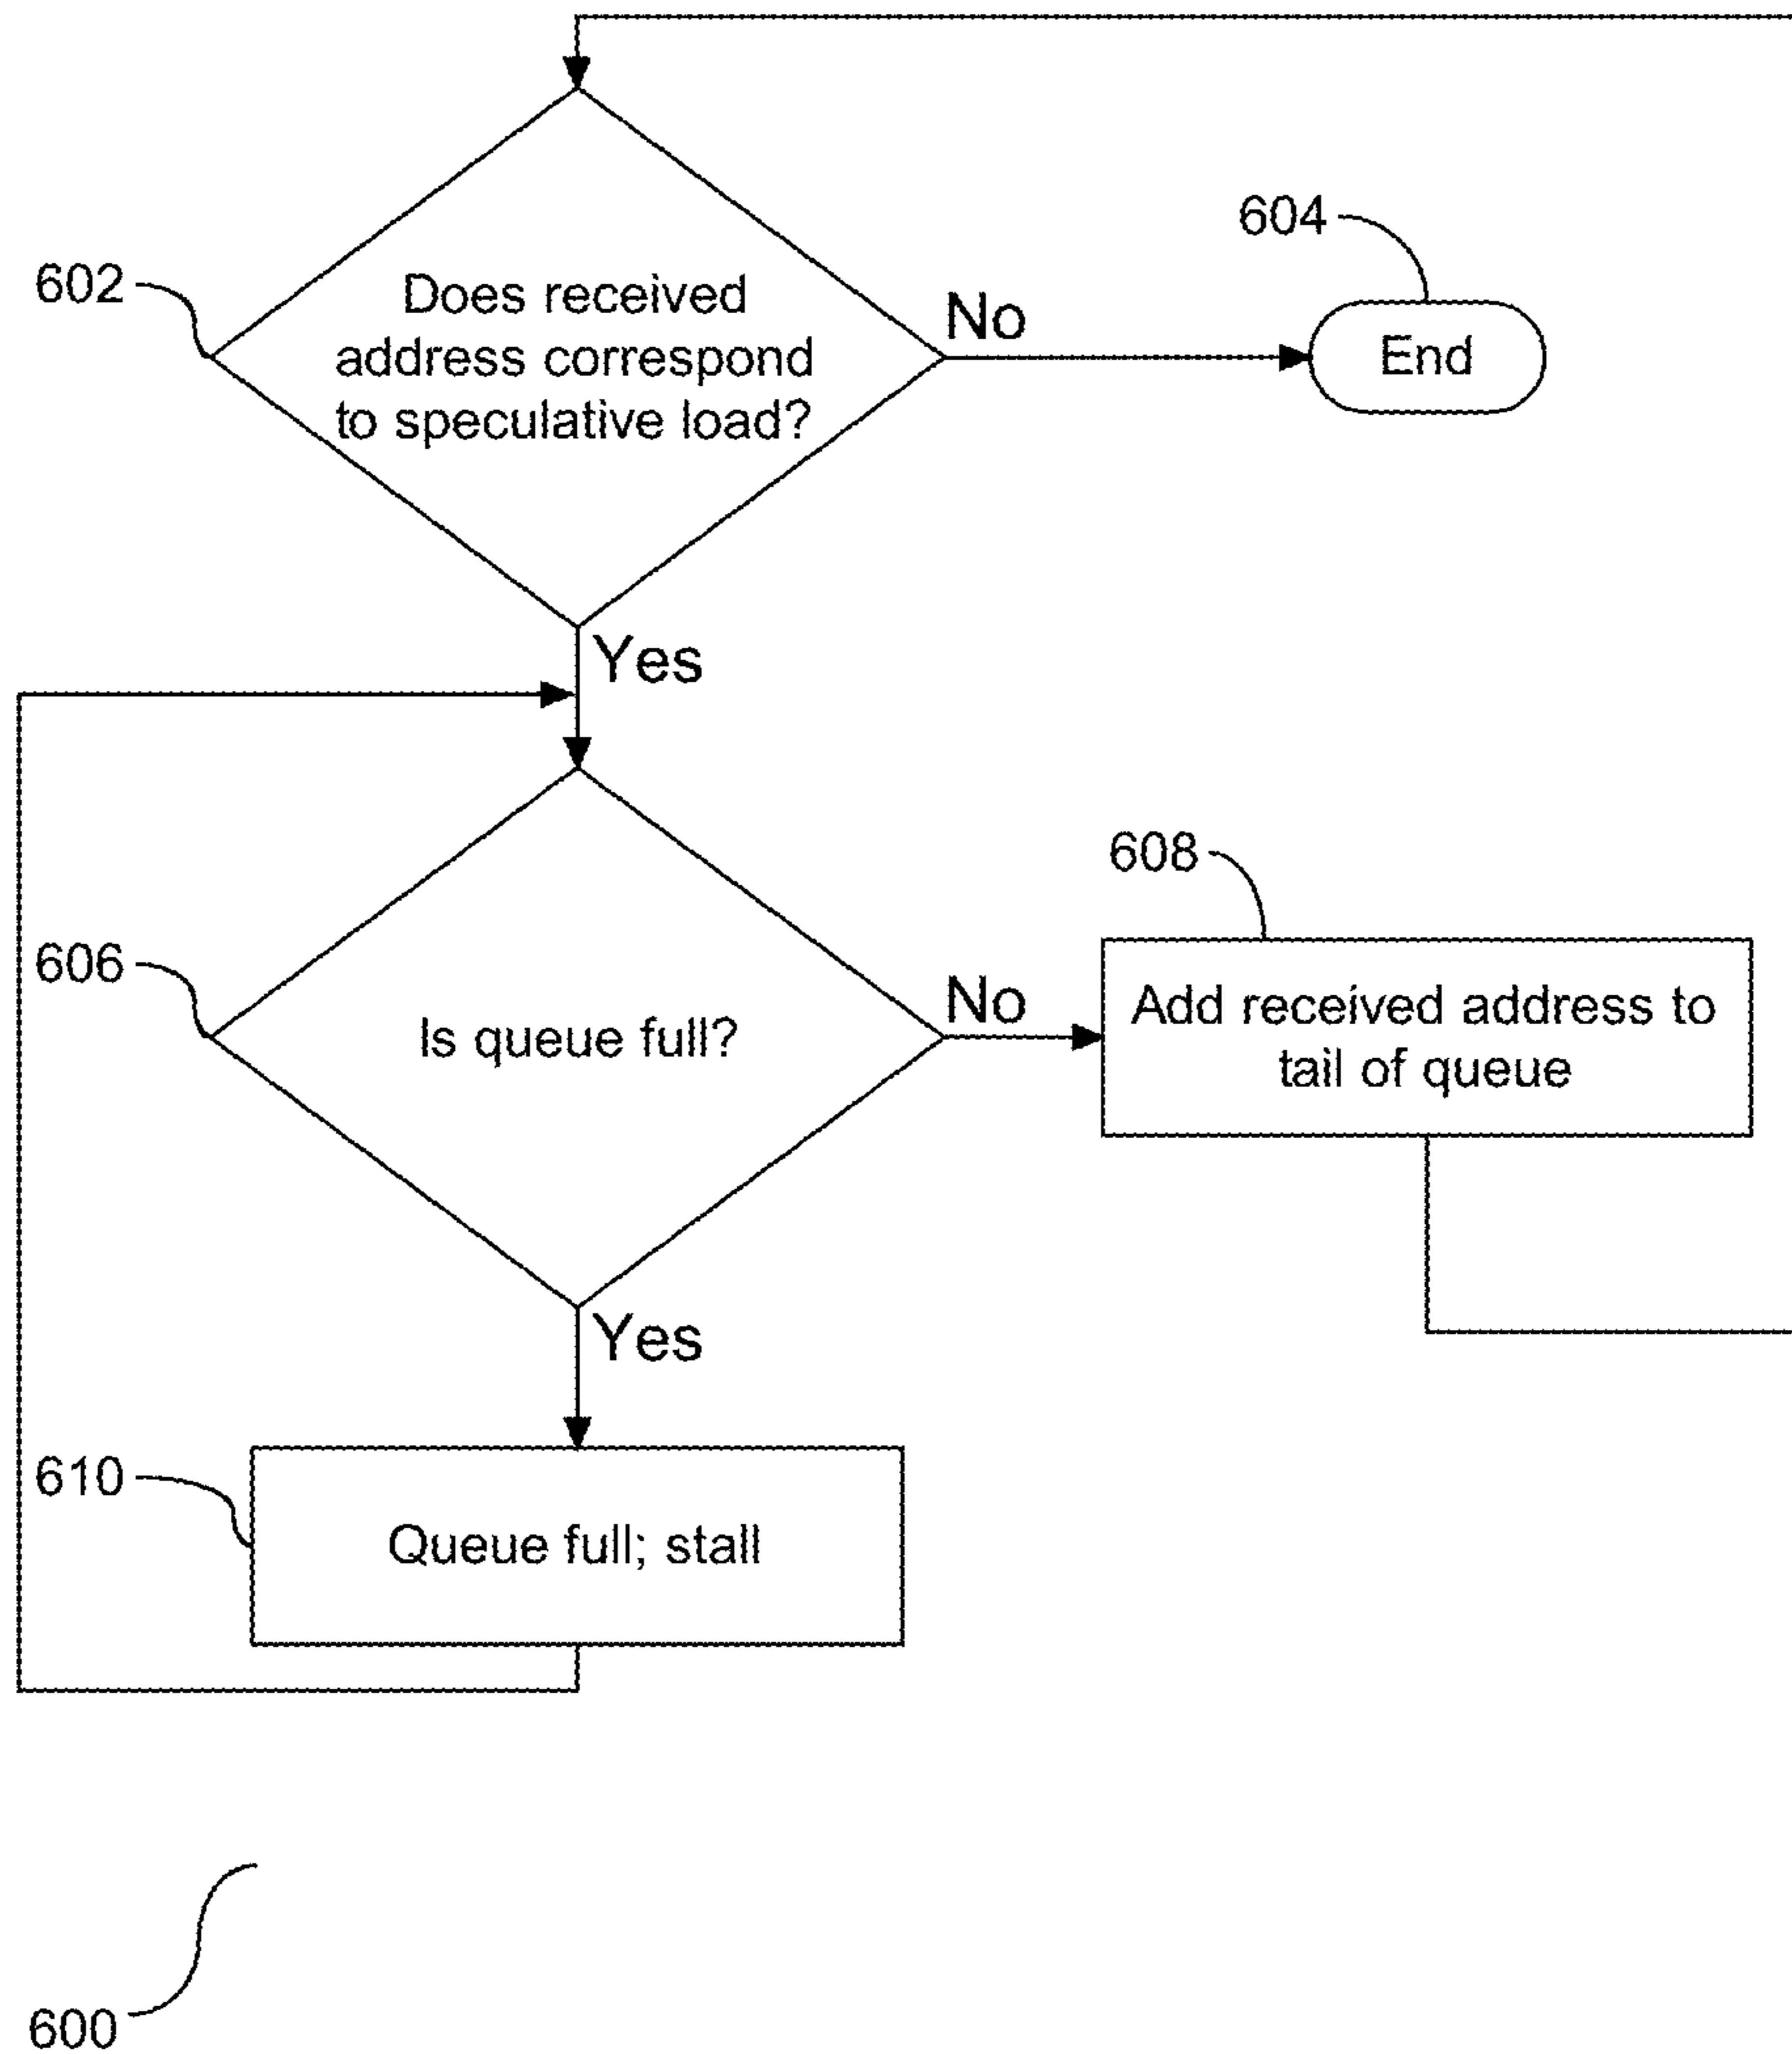 604
602
Does received
address correspond
to speculative load?
No
End
Yes
608
606
Is queue full?
No
Add received address to
tail of queue
Yes
610
Queue full; stall
600